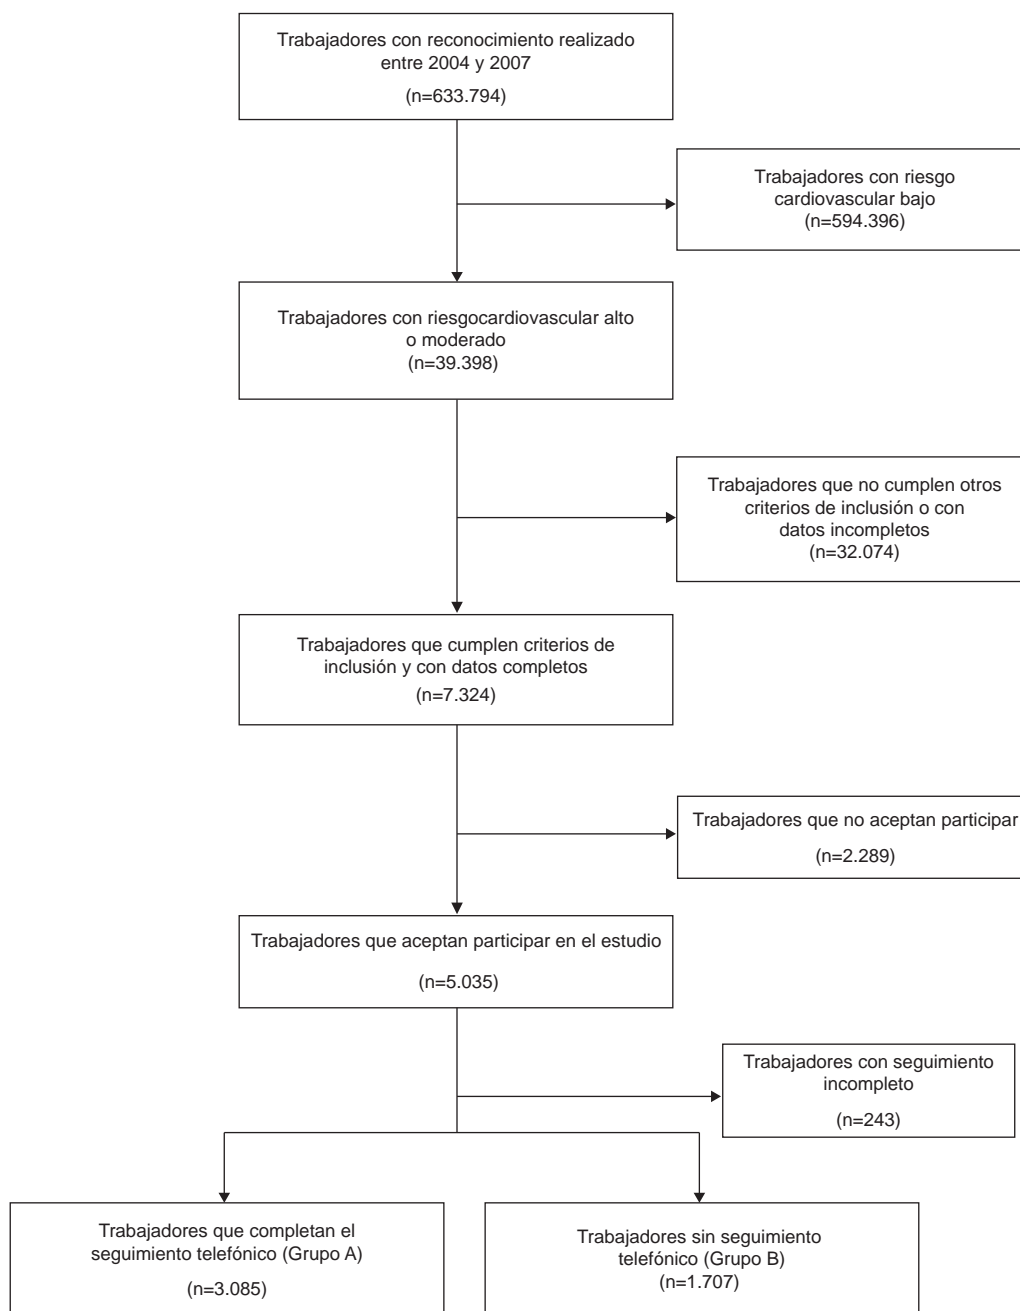 Trabajadores con reconocimiento realizado
entre 2004 y 2007
(n=633.794)
Trabajadores con riesgo
cardiovascular bajo
(n=594.396)
Trabajadores con riesgocardiovascular alto
o moderado
(n=39.398)
Trabajadores que no cumplen otros
criterios de inclusión o con
datos incompletos
(n=32.074)
Trabajadores que cumplen criterios de
inclusión y con datos completos
(n=7.324)
Trabajadores que no aceptan participar
(n=2.289)
Trabajadores que aceptan participar en el estudio
(n=5.035)
Trabajadores con seguimiento
incompleto
(n=243)
Trabajadores que completan el
seguimiento telefónico (Grupo A)
(n=3.085)
Trabajadores sin seguimiento
telefónico (Grupo B)
(n=1.707)